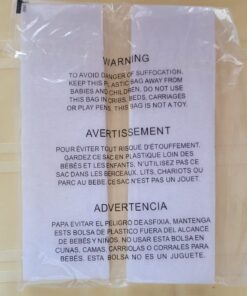 WARNING
TO AVOID DANGER OF SUFFOCATION,
KEEP THIS PLASTIC BAG AWAY FROM
BABIES AND CHILDREN. DO NOT USE
THIS BAG IN CRIBS, BEDS, CARRIAGES
OR PLAY PENS. THIS BAG IS NOT A TOY.
AVERTISSEMENT
POUR ÉVITER TOUT RISQUE D'ETOUFFEMENT.
GARDEZ CE SAC EN PLASTIQUE LOIN DES
BEBÉS ET LES ENFANTS. N'UTILISEZ PAS CE
SAC DANS LES BERCEAUX. LITS, CHARIOTS OU
PARC AU BEBE. CE SAC N'EST PAS UN JOUET.
ADVERTENCIA
PAPA EVITAR EL PELIGRO DE ASFIXIA, MANTENGA
ESTA BOLSA DE PLASTICO FUERA DEL ALCANCE
DE BEBÉS Y NINOS. NO USAR ESTA BOLSA EN
CUNAS, CAMAS, CARRIOLAS O CORRALES PARA
BEBÉS. ESTA BOLSA NO ES UN JUGUETE.